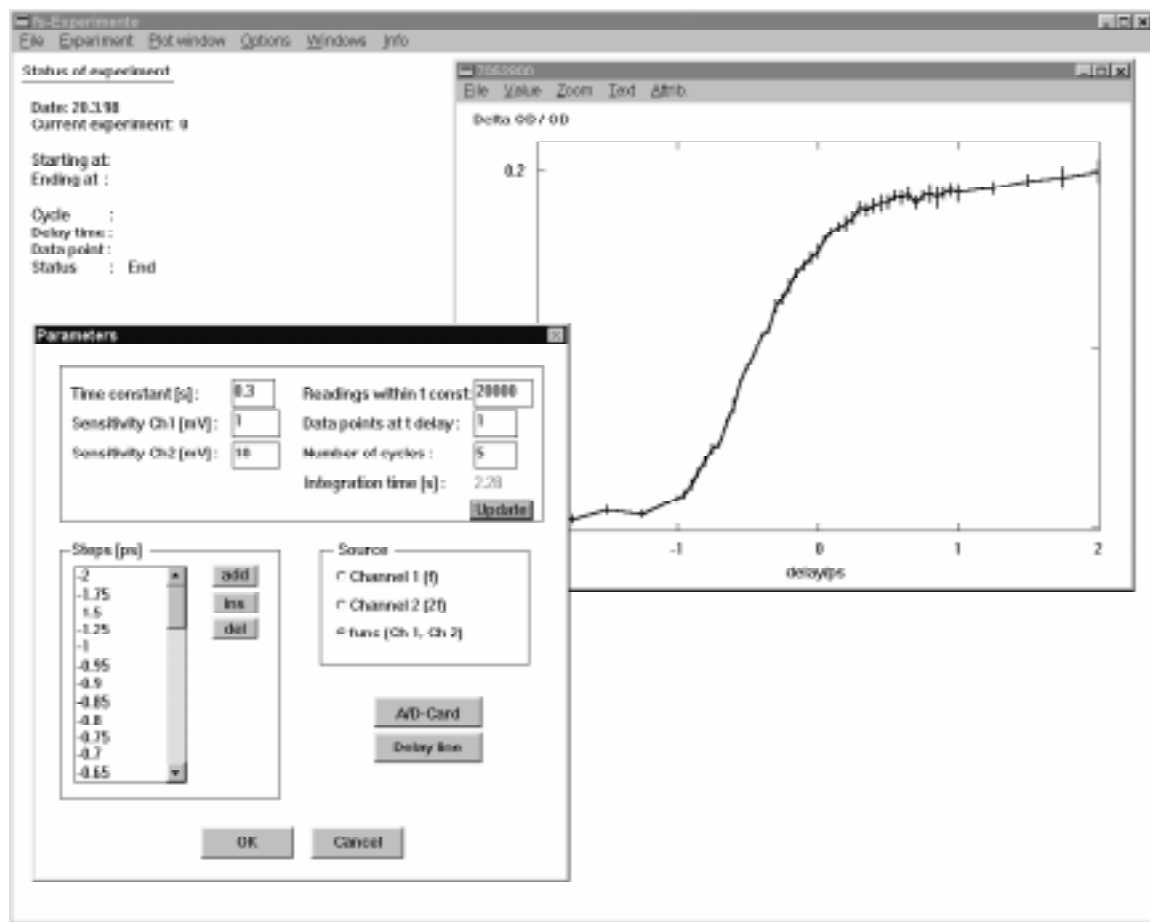 fs-Experimente
File Experiment Plot window Options Windows Info
Status of experiment
Date: 20.3.98
Current experiment: 0
Starting at:
Ending at :
Cycle :
Delay time :
Data point :
Status : End
File Value Zoom Text Attrib.
Delta OD / OD
0.2
-1 0 1 2
delay/ps
Parameters
Time constant [s] : 0.3
Readings within t const: 20000
Sensitivity Ch1 [mV] : 1
Data points at t delay : 1
Sensitivity Ch2 [mV] : 10
Number of cycles : 5
Integration time [s] : 2.28
Update
Steps [ps]
-2
-1.75
-1.5
-1.25
-1
-0.95
-0.9
-0.85
-0.8
-0.75
-0.7
-0.65
add
ins
del
Source
Channel 1 (f)
Channel 2 (2f)
func (Ch 1, Ch 2)
A/D-Card
Delay line
OK Cancel